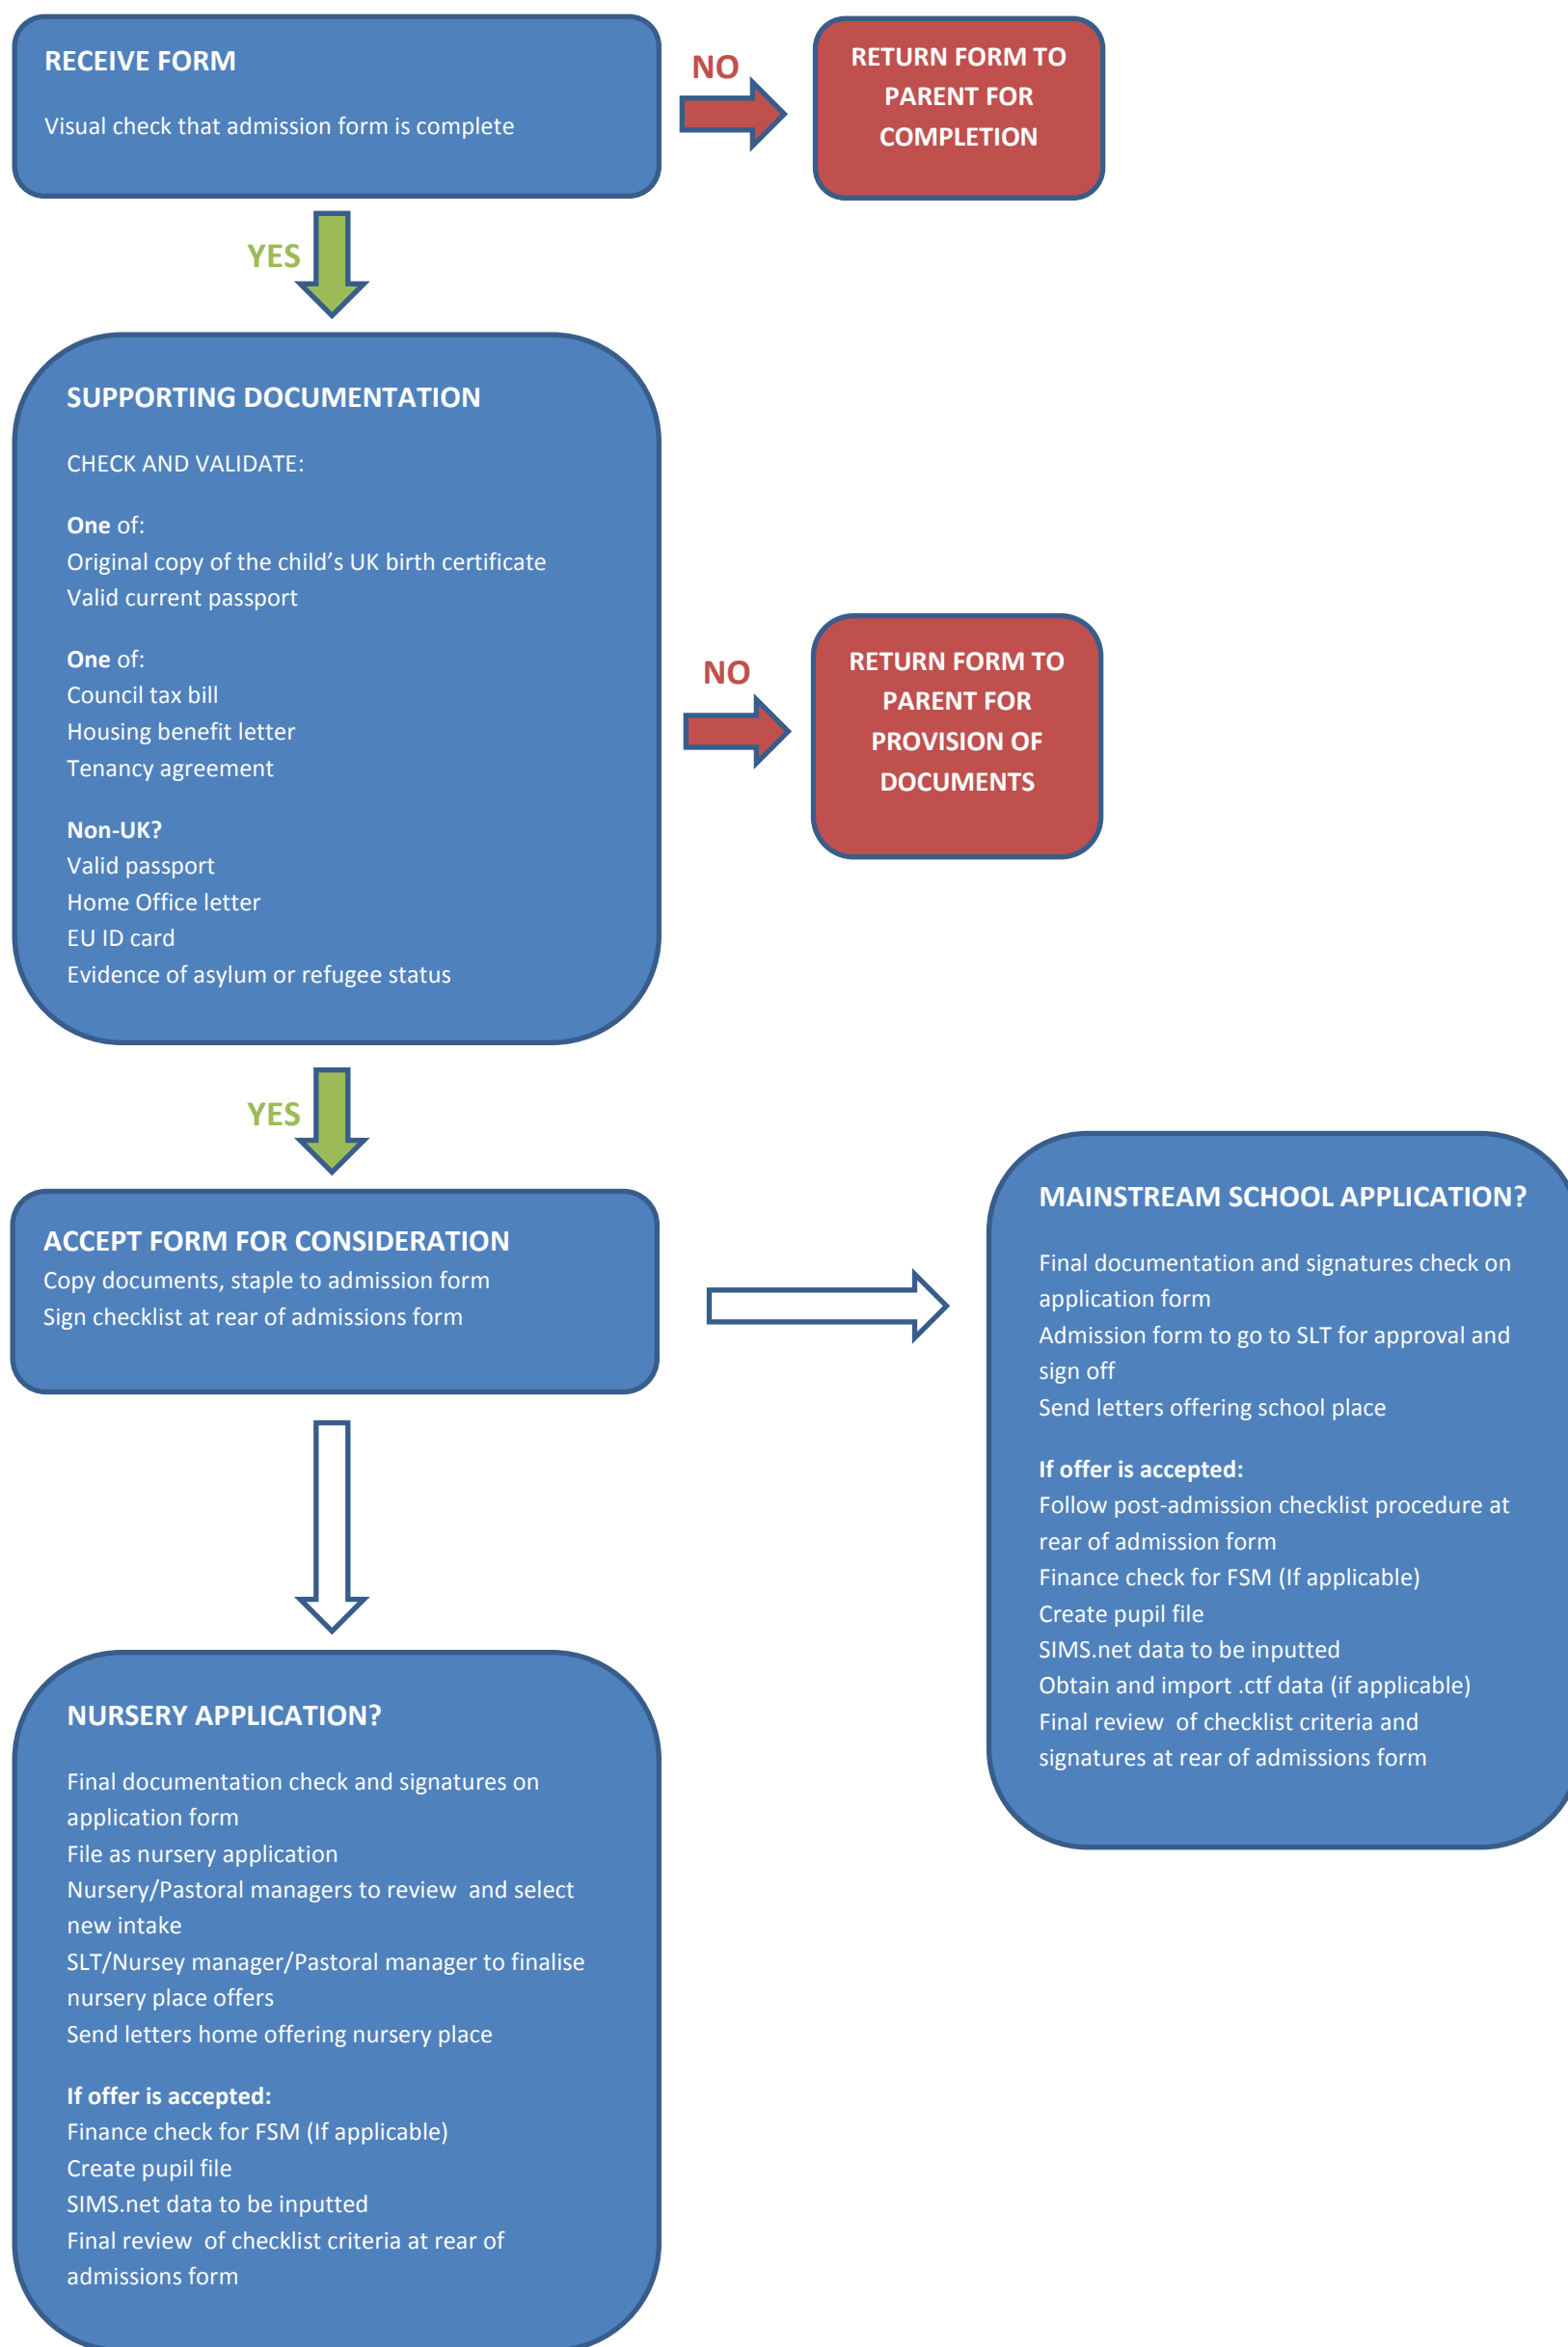 RECEIVE FORM
Visual check that admission form is complete
NO
RETURN FORM TO
PARENT FOR
COMPLETION
YES
SUPPORTING DOCUMENTATION
CHECK AND VALIDATE:
One of:
Original copy of the child’s UK birth certificate
Valid current passport
One of:
Council tax bill
Housing benefit letter
Tenancy agreement
Non-UK?
Valid passport
Home Office letter
EU ID card
Evidence of asylum or refugee status
NO
RETURN FORM TO
PARENT FOR
PROVISION OF
DOCUMENTS
YES
ACCEPT FORM FOR CONSIDERATION
Copy documents, staple to admission form
Sign checklist at rear of admissions form
MAINSTREAM SCHOOL APPLICATION?
Final documentation and signatures check on
application form
Admission form to go to SLT for approval and
sign off
Send letters offering school place
If offer is accepted:
Follow post-admission checklist procedure at
rear of admission form
Finance check for FSM (If applicable)
Create pupil file
SIMS.net data to be inputted
Obtain and import .ctf data (if applicable)
Final review  of checklist criteria and
signatures at rear of admissions form
NURSERY APPLICATION?
Final documentation check and signatures on
application form
File as nursery application
Nursery/Pastoral managers to review  and select
new intake
SLT/Nursey manager/Pastoral manager to finalise
nursery place offers
Send letters home offering nursery place
If offer is accepted:
Finance check for FSM (If applicable)
Create pupil file
SIMS.net data to be inputted
Final review  of checklist criteria at rear of
admissions form